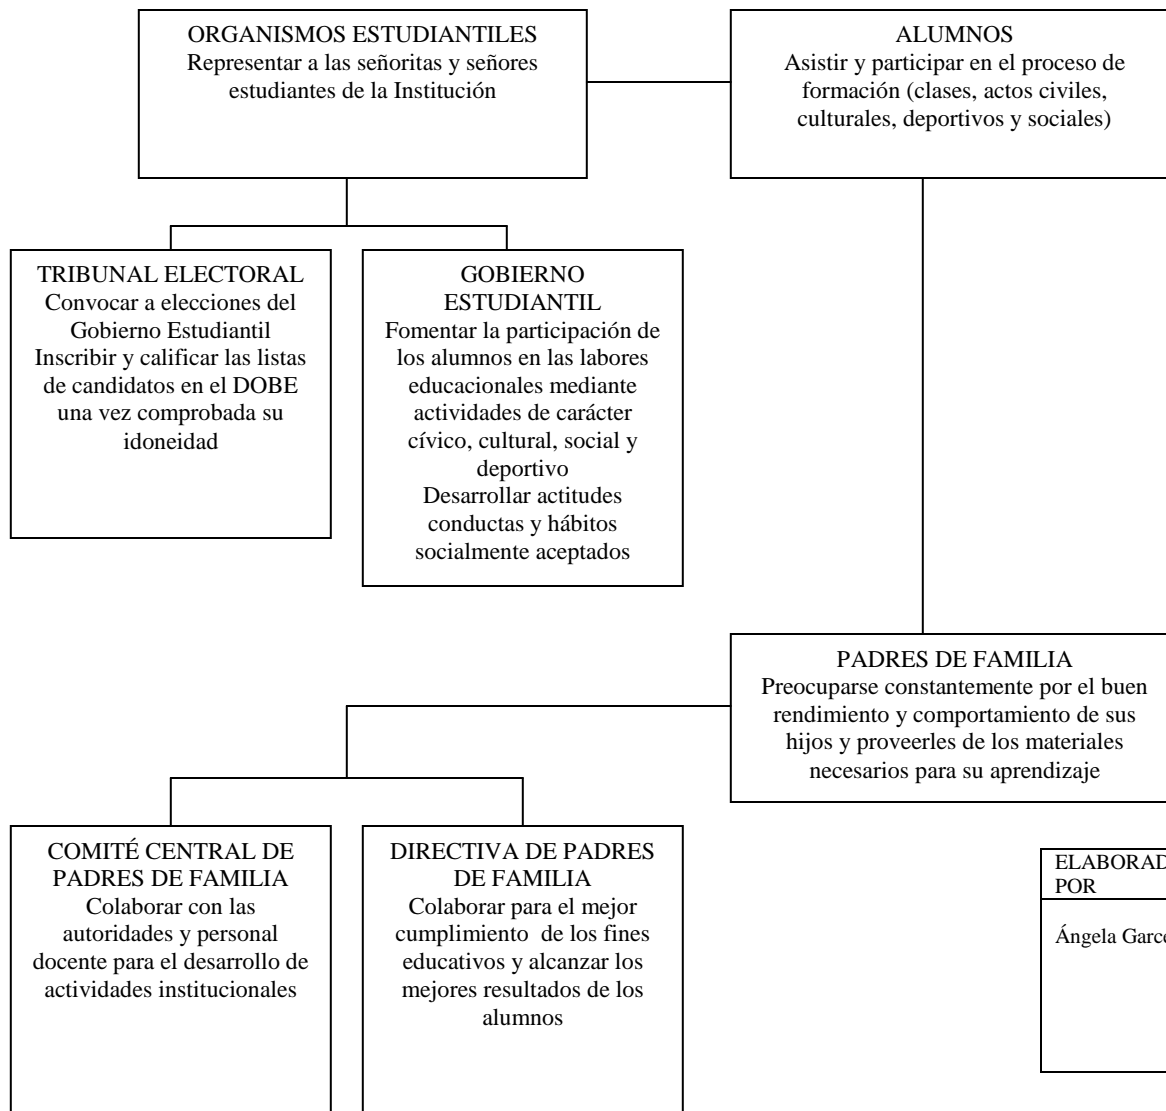 ORGANISMOS ESTUDIANTILES
Representar a las señoritas y señores
estudiantes de la Institución
ALUMNOS
Asistir y participar en el proceso de
formación (clases, actos civiles,
culturales, deportivos y sociales)
TRIBUNAL ELECTORAL
Convocar a elecciones del
Gobierno Estudiantil
Inscribir y calificar las listas
de candidatos en el DOBE
una vez comprobada su
idoneidad
GOBIERNO
ESTUDIANTIL
Fomentar la participación de
los alumnos en las labores
educacionales mediante
actividades de carácter
cívico, cultural, social y
deportivo
Desarrollar actitudes
conductas y hábitos
socialmente aceptados
PADRES DE FAMILIA
Preocuparse constantemente por el buen
rendimiento y comportamiento de sus
hijos y proveerles de los materiales
necesarios para su aprendizaje
COMITÉ CENTRAL DE
PADRES DE FAMILIA
Colaborar con las
autoridades y personal
docente para el desarrollo de
actividades institucionales
DIRECTIVA DE PADRES
DE FAMILIA
Colaborar para el mejor
cumplimiento de los fines
educativos y alcanzar los
mejores resultados de los
alumnos
ELABORAD
POR
Ángela Garc